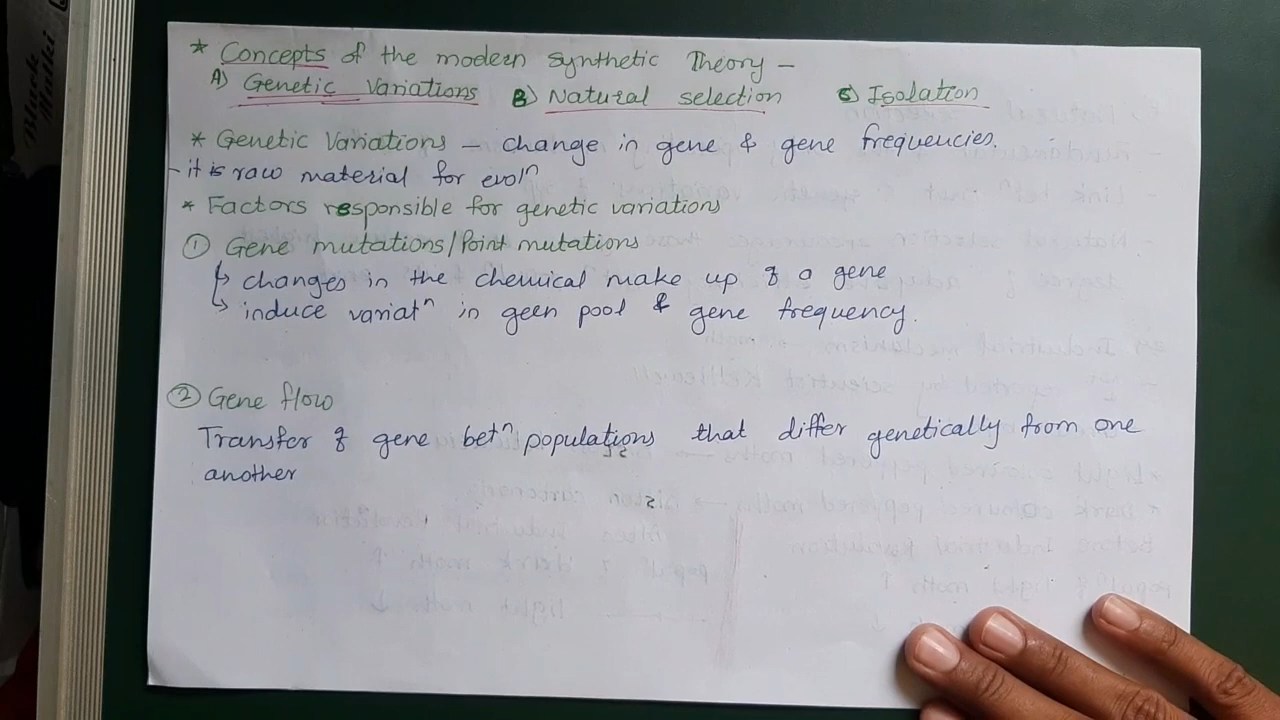 * Concepts of the modern synthetic Theory –
A) Genetic Variations B) Natural selection C) Isolation
* Genetic Variations – change in gene & gene frequencies.
- it is raw material for evolⁿ
* Factors responsible for genetic variations
① Gene mutations/Point mutations
↳ changes in the chemical make up of a gene
↳ induce variatⁿ in geen pool & gene frequency.
② Gene flow
Transfer of gene betⁿ populations that differ genetically from one
another